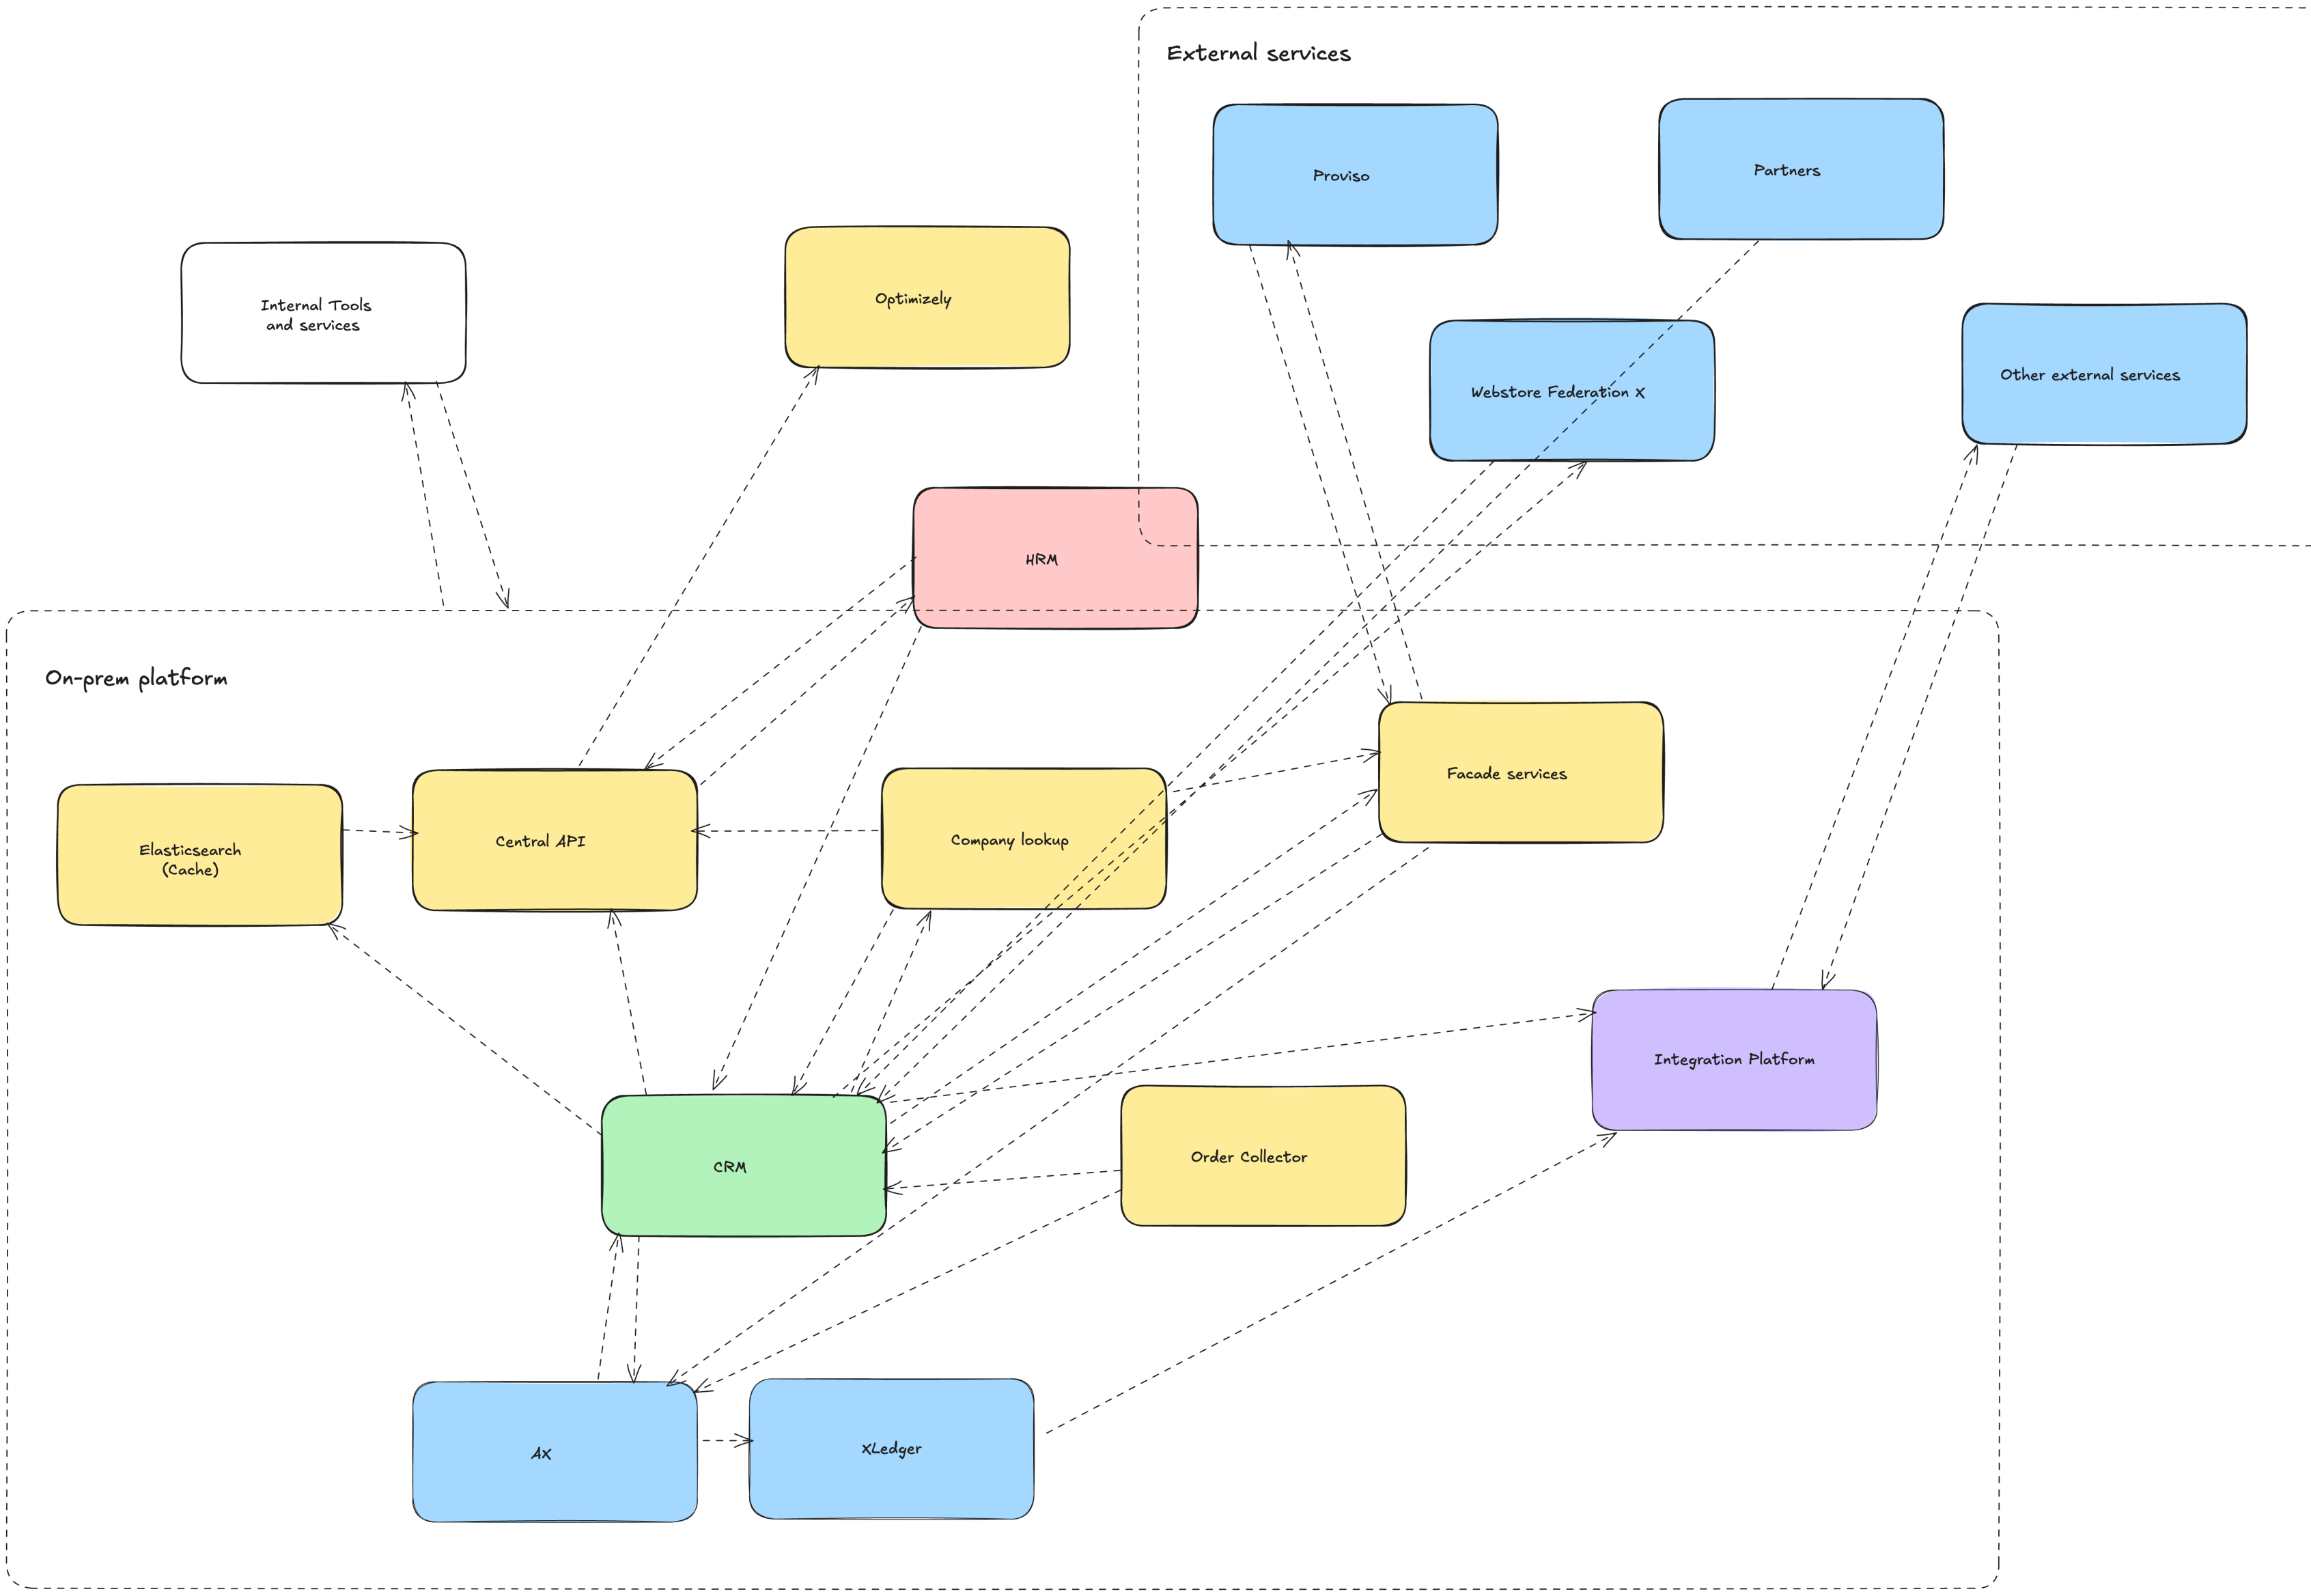 External services
Proviso
Partners
Internal Tools
and services
Optimizely
Webstore Federation X
Other external services
HRM
On-prem platform
Facade services
Elasticsearch
(Cache)
Central API
Company lookup
Integration Platform
CRM
Order Collector
AX
XLedger